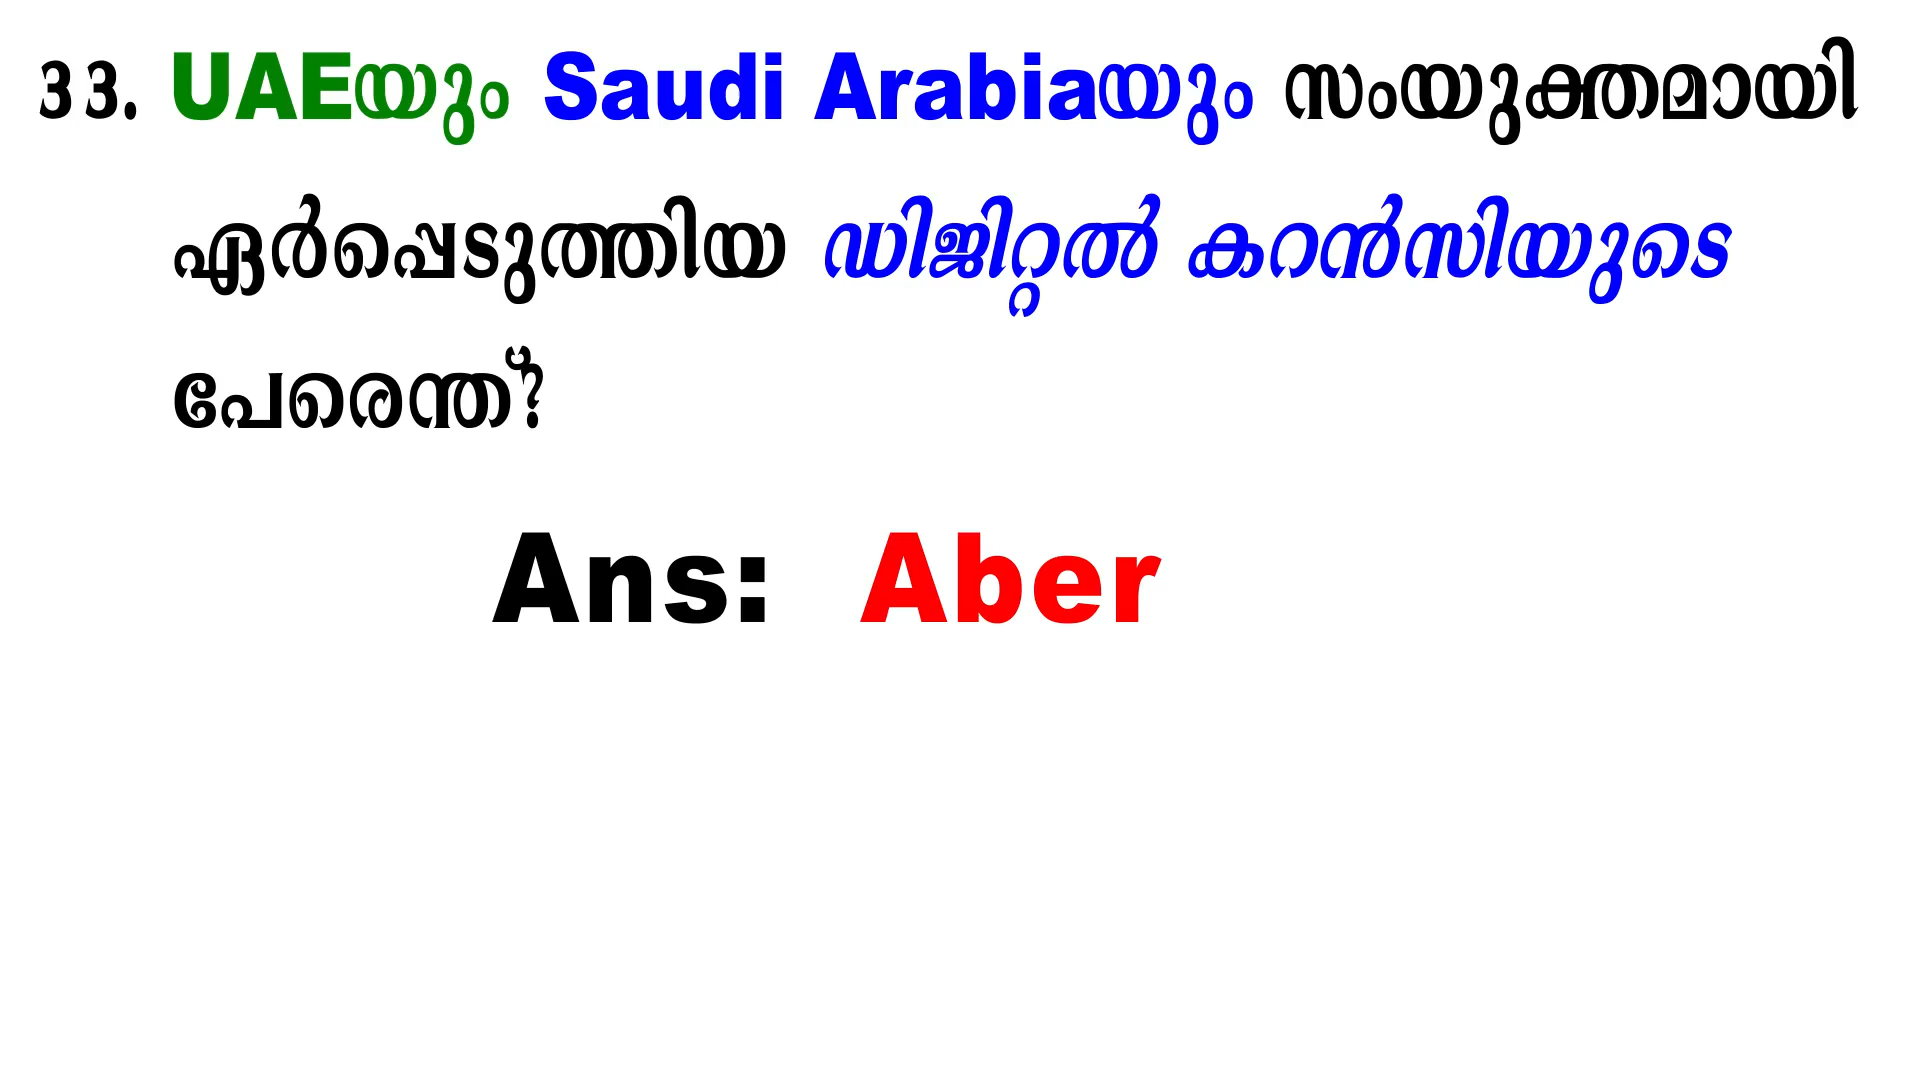 33. UAEയും Saudi Arabiaയും സംയുക്തമായി
ഏർപ്പെടുത്തിയ ഡിജിറ്റൽ കറൻസിയുടെ
പേരെന്ത്?
Ans: Aber